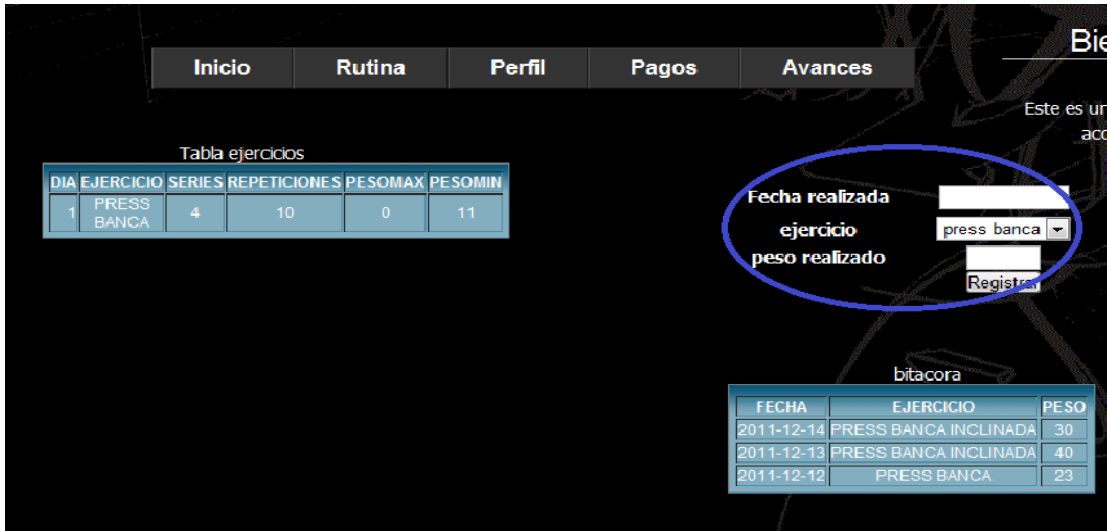 Bie
Inicio Rutina Perfil Pagos Avances
Este es un
acc
Tabla ejercicios
DIA EJERCICIO SERIES REPETICIONES PESOMAX PESOMIN
1 PRESS BANCA 4 10 0 11
Fecha realizada
ejercicio press banca
peso realizado
Registrar
bitacora
FECHA EJERCICIO PESO
2011-12-14 PRESS BANCA INCLINADA 30
2011-12-13 PRESS BANCA INCLINADA 40
2011-12-12 PRESS BANCA 23